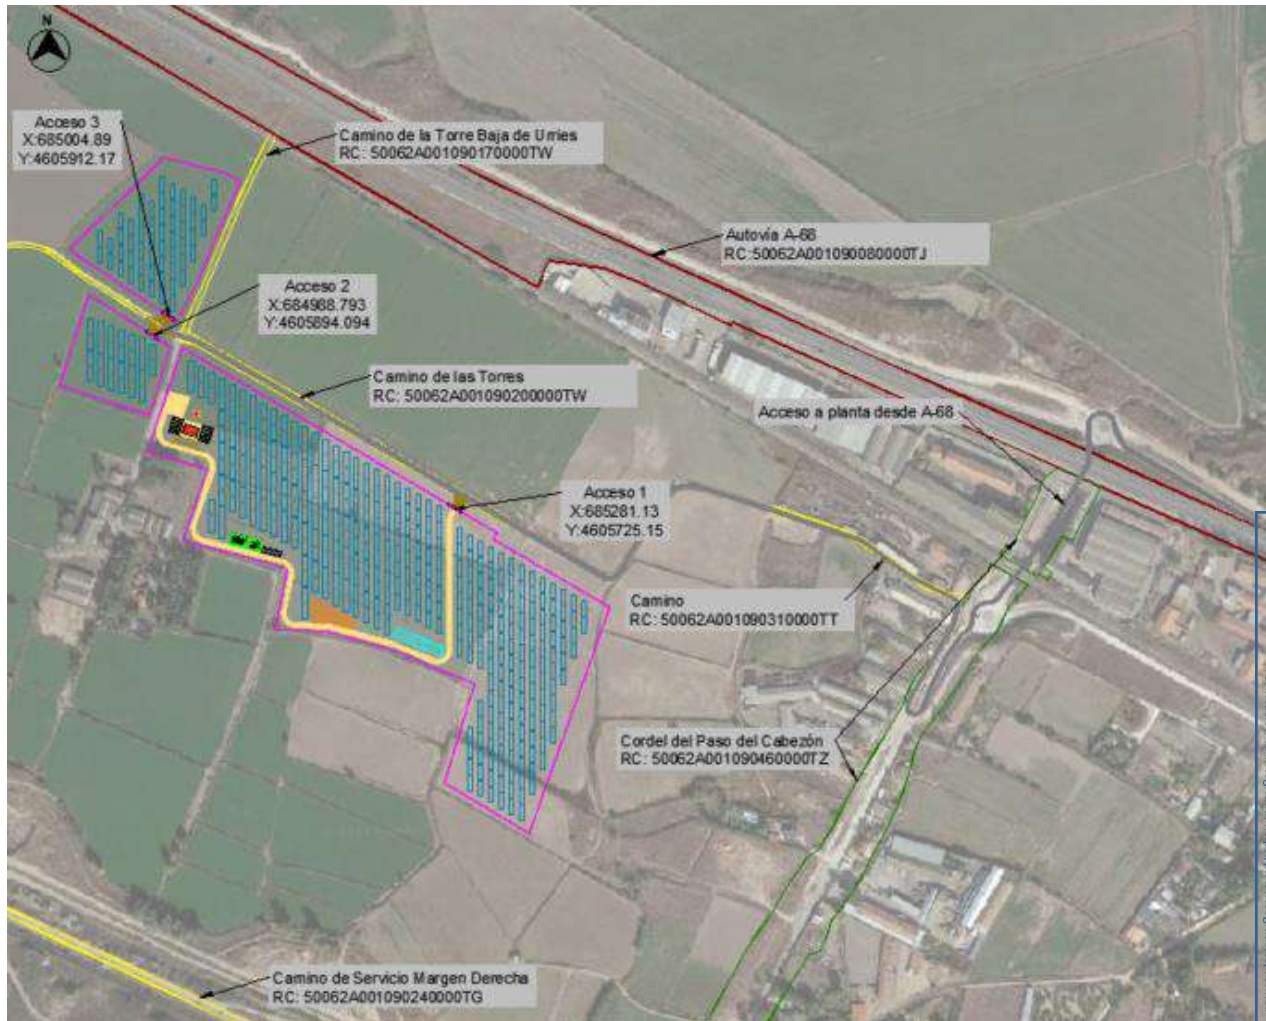 N
Acceso 3
X:685004.89
Y:4605912.17
Camino de la Torre Baja de Urries
RC: 50062A001090170000TW
Autovía A-68
RC:50062A001090080000TJ
Acceso 2
X:684988.793
Y:4605894.094
Camino de las Torres
RC: 50062A001090200000TW
Acceso a planta desde A-68
Acceso 1
X:685281.13
Y:4605725.15
Camino
RC: 50062A001090310000TT
Cordel del Paso del Cabezón
RC: 50062A001090460000TZ
Camino de Servicio Margen Derecha
RC: 50062A001090240000TG